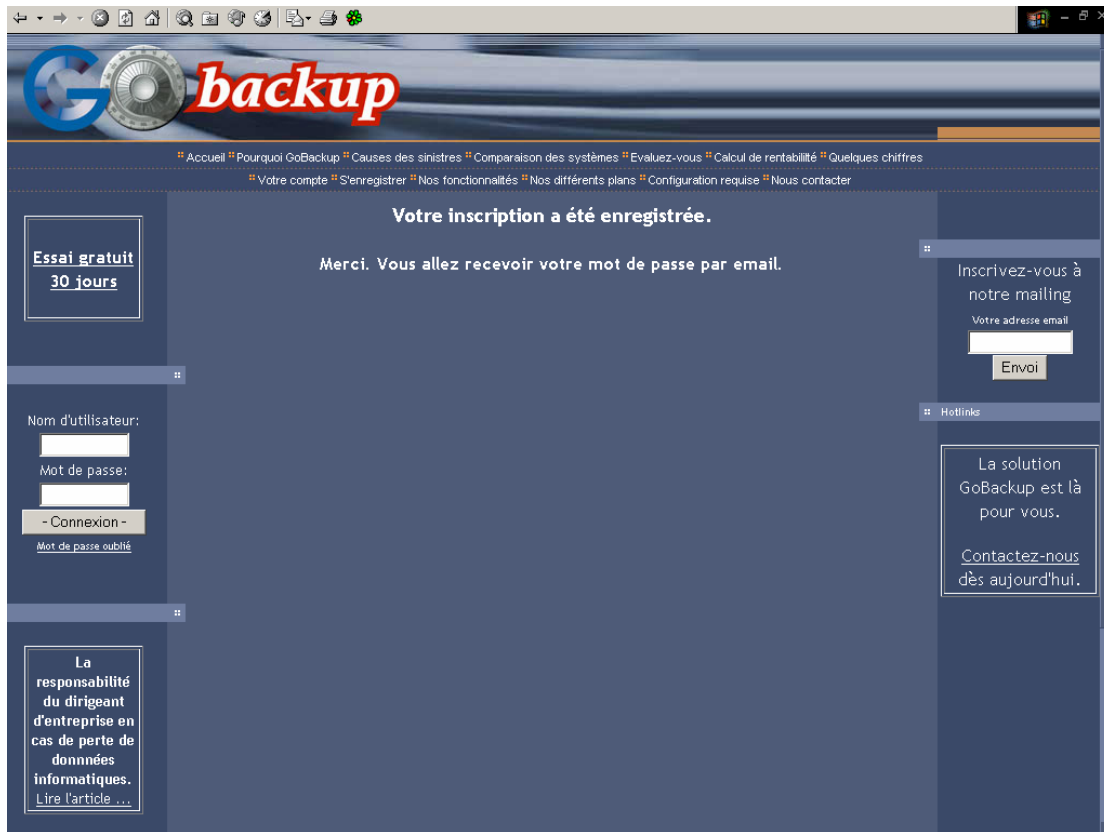 GO backup
Accueil Pourquoi GoBackup Causes des sinistres Comparaison des systèmes Evaluez-vous Calcul de rentabilité Quelques chiffres
Votre compte S'enregistrer Nos fonctionnalités Nos différents plans Configuration requise Nous contacter
Essai gratuit
30 jours
Nom d'utilisateur:
Mot de passe:
- Connexion -
Mot de passe oublié
La
responsabilité
du dirigeant
d'entreprise en
cas de perte de
donnnées
informatiques.
Lire l'article ...
Votre inscription a été enregistrée.
Merci. Vous allez recevoir votre mot de passe par email.
Inscrivez-vous à
notre mailing
Votre adresse email
Envoi
Hotlinks
La solution
GoBackup est là
pour vous.
Contactez-nous
dès aujourd'hui.